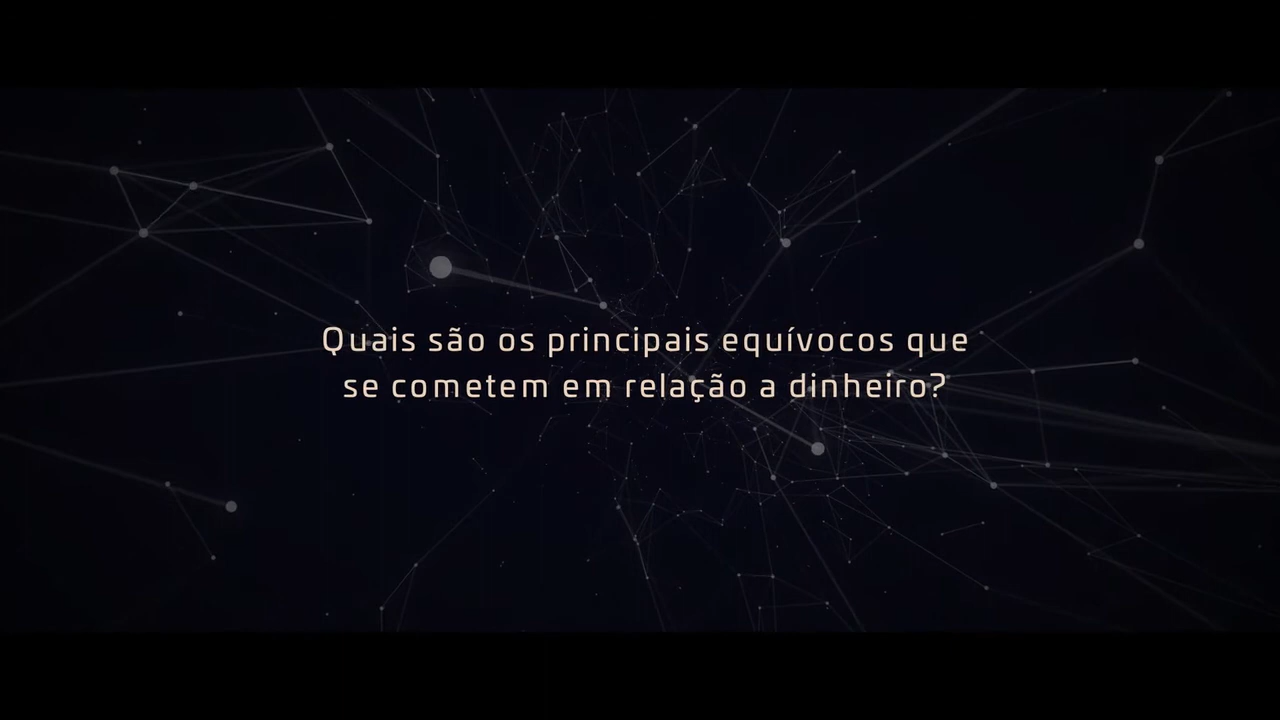 Quais são os principais equívocos que
se cometem em relação a dinheiro?